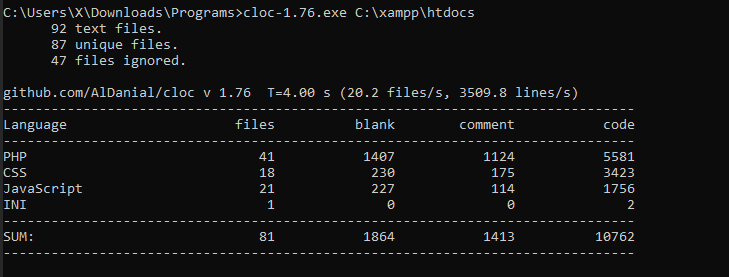 C:\Users\X\Downloads\Programs>cloc-1.76.exe C:\xampp\htdocs
      92 text files.
      87 unique files.
      47 files ignored.
github.com/AlDanial/cloc v 1.76  T=4.00 s (20.2 files/s, 3509.8 lines/s)
-------------------------------------------------------------------------------
Language                     files          blank        comment           code
-------------------------------------------------------------------------------
PHP                             41           1407           1124           5581
CSS                             18            230            175           3423
JavaScript                      21            227            114           1756
INI                              1              0              0              2
-------------------------------------------------------------------------------
SUM:                            81           1864           1413          10762
-------------------------------------------------------------------------------